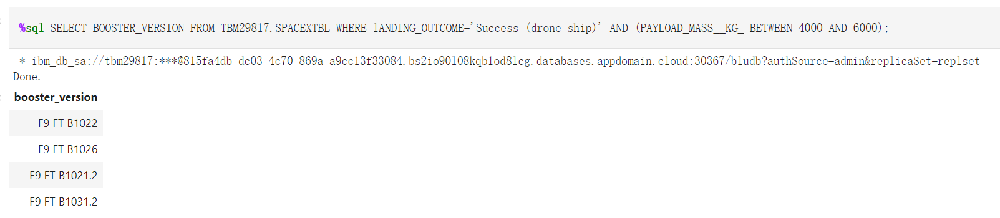 %sql SELECT BOOSTER_VERSION FROM TBM29817.SPACEXTBL WHERE lANDING_OUTCOME='Success (drone ship)' AND (PAYLOAD_MASS__KG_ BETWEEN 4000 AND 6000);
* ibm_db_sa://tbm29817:***@815fa4db-dc03-4c70-869a-a9cc13f33084.bs2io90l08kqb1od8lcg.databases.appdomain.cloud:30367/bludb?authSource=admin&replicaSet=replset
Done.
booster_version
F9 FT B1022
F9 FT B1026
F9 FT B1021.2
F9 FT B1031.2